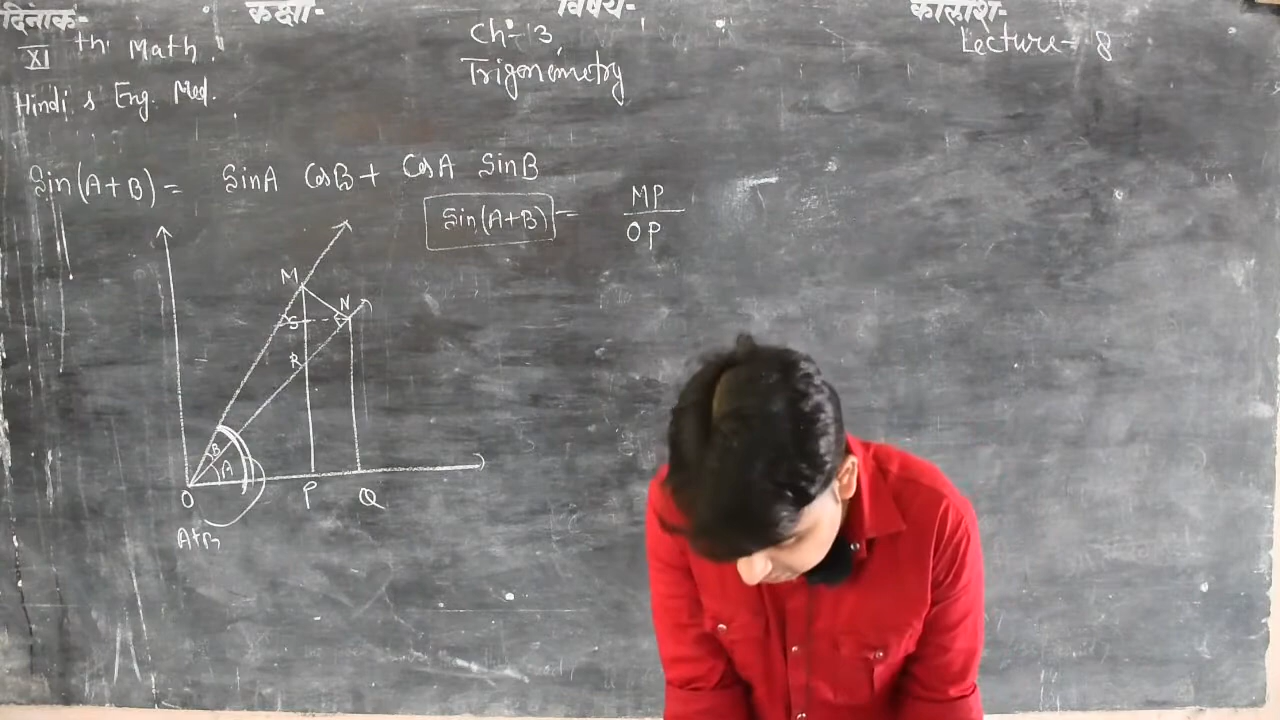 दिनांक- कक्षा- विषय- कालांश-
XI th Math. Ch-3 Lecture- 8
Trigonometry
Hindi & Eng. Med.
Sin(A+B) = SinA CosB + CosA SinB
Sin(A+B) = MP
OP
M
N
S
R
B
A
O P Q
A+B